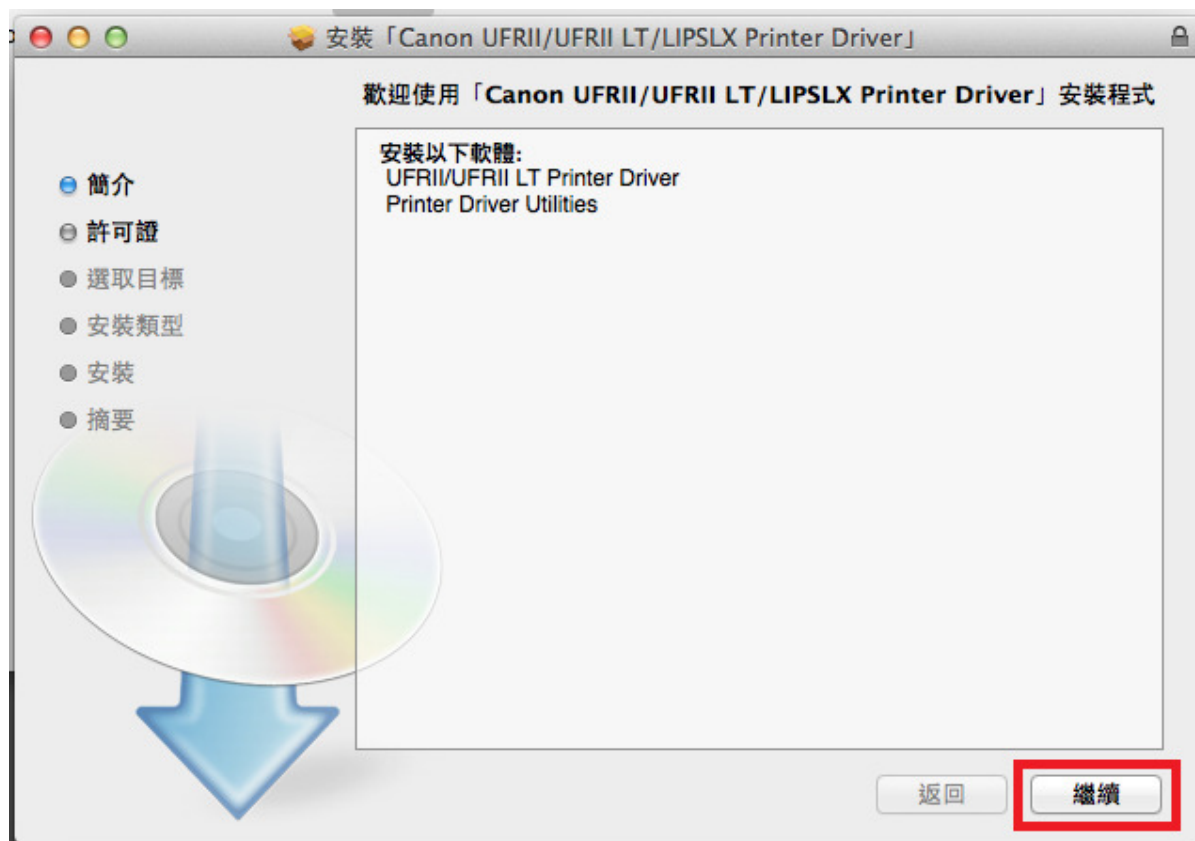 安裝「Canon UFRII/UFRII LT/LIPSLX Printer Driver」
歡迎使用「Canon UFRII/UFRII LT/LIPSLX Printer Driver」安裝程式
簡介
許可證
選取目標
安裝類型
安裝
摘要
安裝以下軟體:
UFRII/UFRII LT Printer Driver
Printer Driver Utilities
返回
繼續